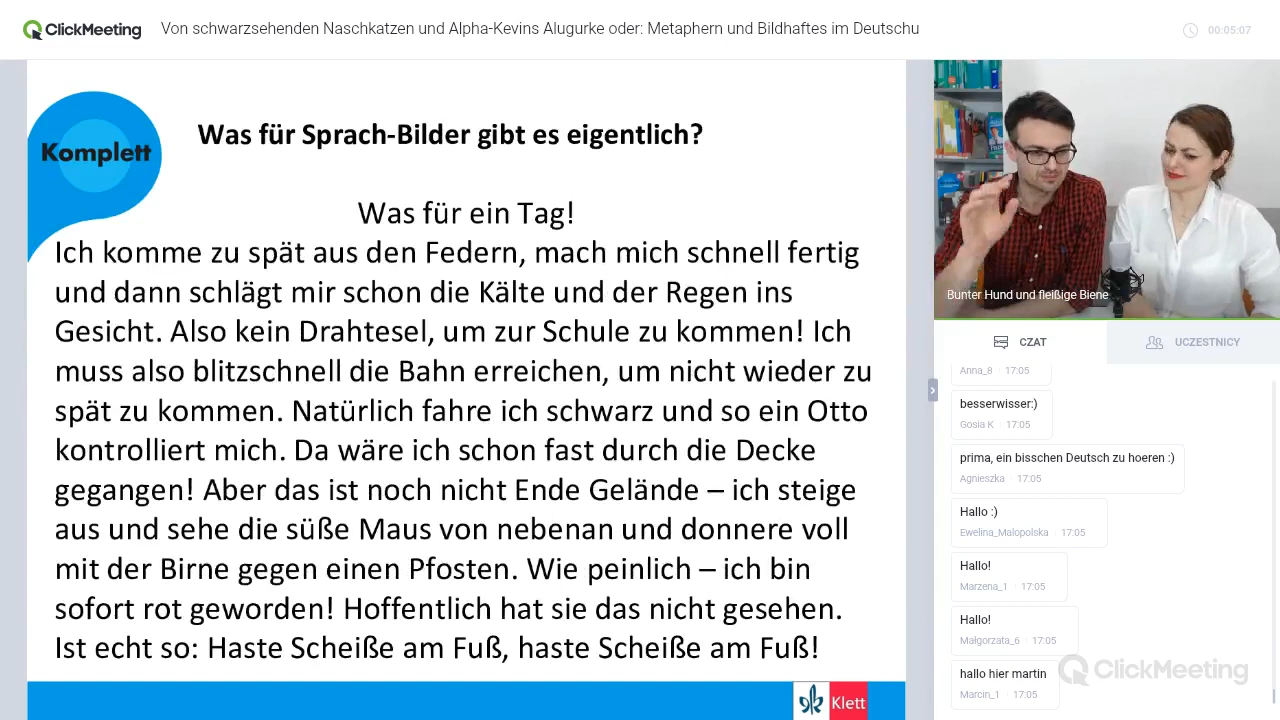 ClickMeeting
Von schwarzsehenden Naschkatzen und Alpha-Kevins Alugurke oder: Metaphern und Bildhaftes im Deutschu
00:05:07
Komplett
Was für Sprach-Bilder gibt es eigentlich?
Was für ein Tag!
Ich komme zu spät aus den Federn, mach mich schnell fertig
und dann schlägt mir schon die Kälte und der Regen ins
Gesicht. Also kein Drahtesel, um zur Schule zu kommen! Ich
muss also blitzschnell die Bahn erreichen, um nicht wieder zu
spät zu kommen. Natürlich fahre ich schwarz und so ein Otto
kontrolliert mich. Da wäre ich schon fast durch die Decke
gegangen! Aber das ist noch nicht Ende Gelände – ich steige
aus und sehe die süße Maus von nebenan und donnere voll
mit der Birne gegen einen Pfosten. Wie peinlich – ich bin
sofort rot geworden! Hoffentlich hat sie das nicht gesehen.
Ist echt so: Haste Scheiße am Fuß, haste Scheiße am Fuß!
Klett
Bunter Hund und fleißige Biene
CZAT
UCZESTNICY
Anna_8 17:05
besserwisser:)
Gosia K 17:05
prima, ein bisschen Deutsch zu hoeren :)
Agnieszka 17:05
Hallo :)
Ewelina_Malopolska 17:05
Hallo!
Marzena_1 17:05
Hallo!
Małgorzata_6 17:05
hallo hier martin
Marcin_1 17:05
ClickMeeting